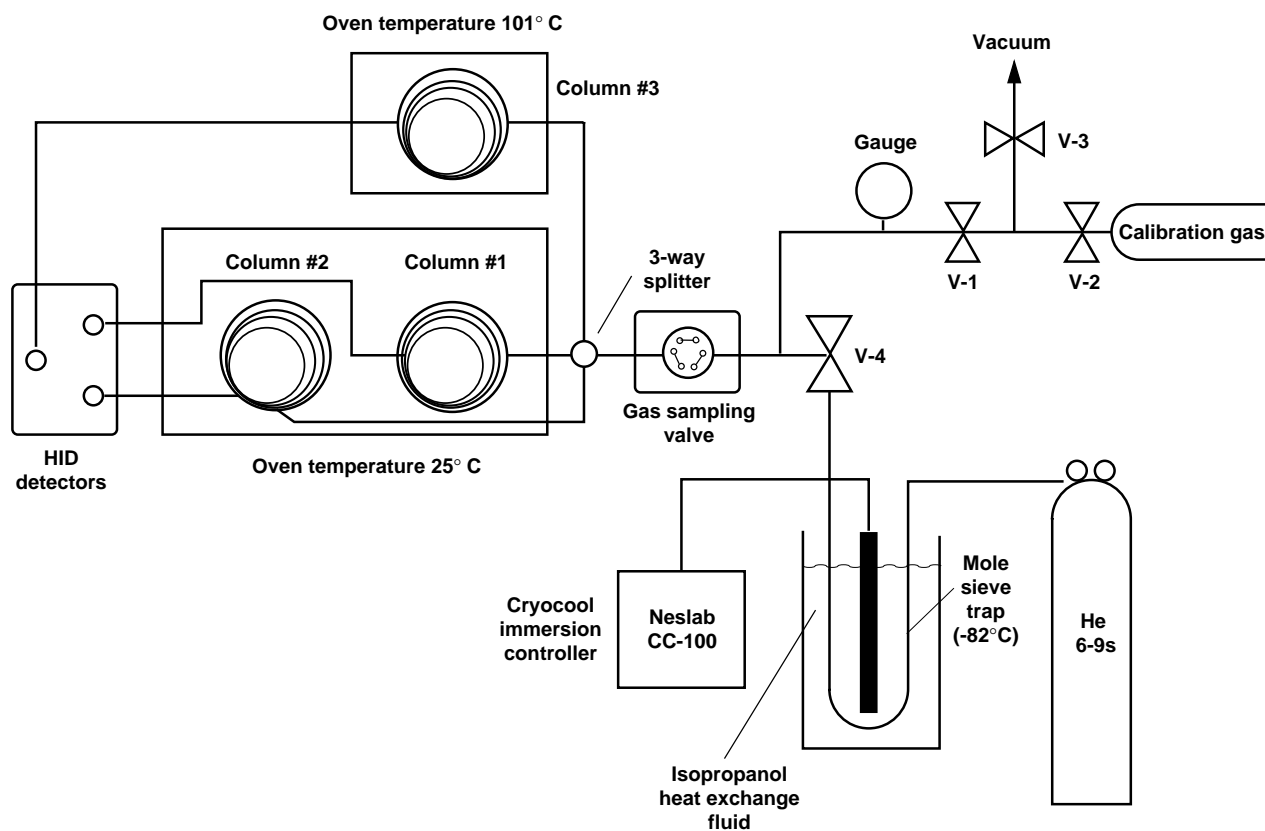 Oven temperature 101° C
Column #3
Vacuum
V-3
Gauge
Calibration gas
V-1
V-2
Column #2
Column #1
3-way
splitter
V-4
Gas sampling
valve
HID
detectors
Oven temperature 25° C
Cryocool
immersion
controller
Neslab
CC-100
Mole
sieve
trap
(-82°C)
He
6-9s
Isopropanol
heat exchange
fluid